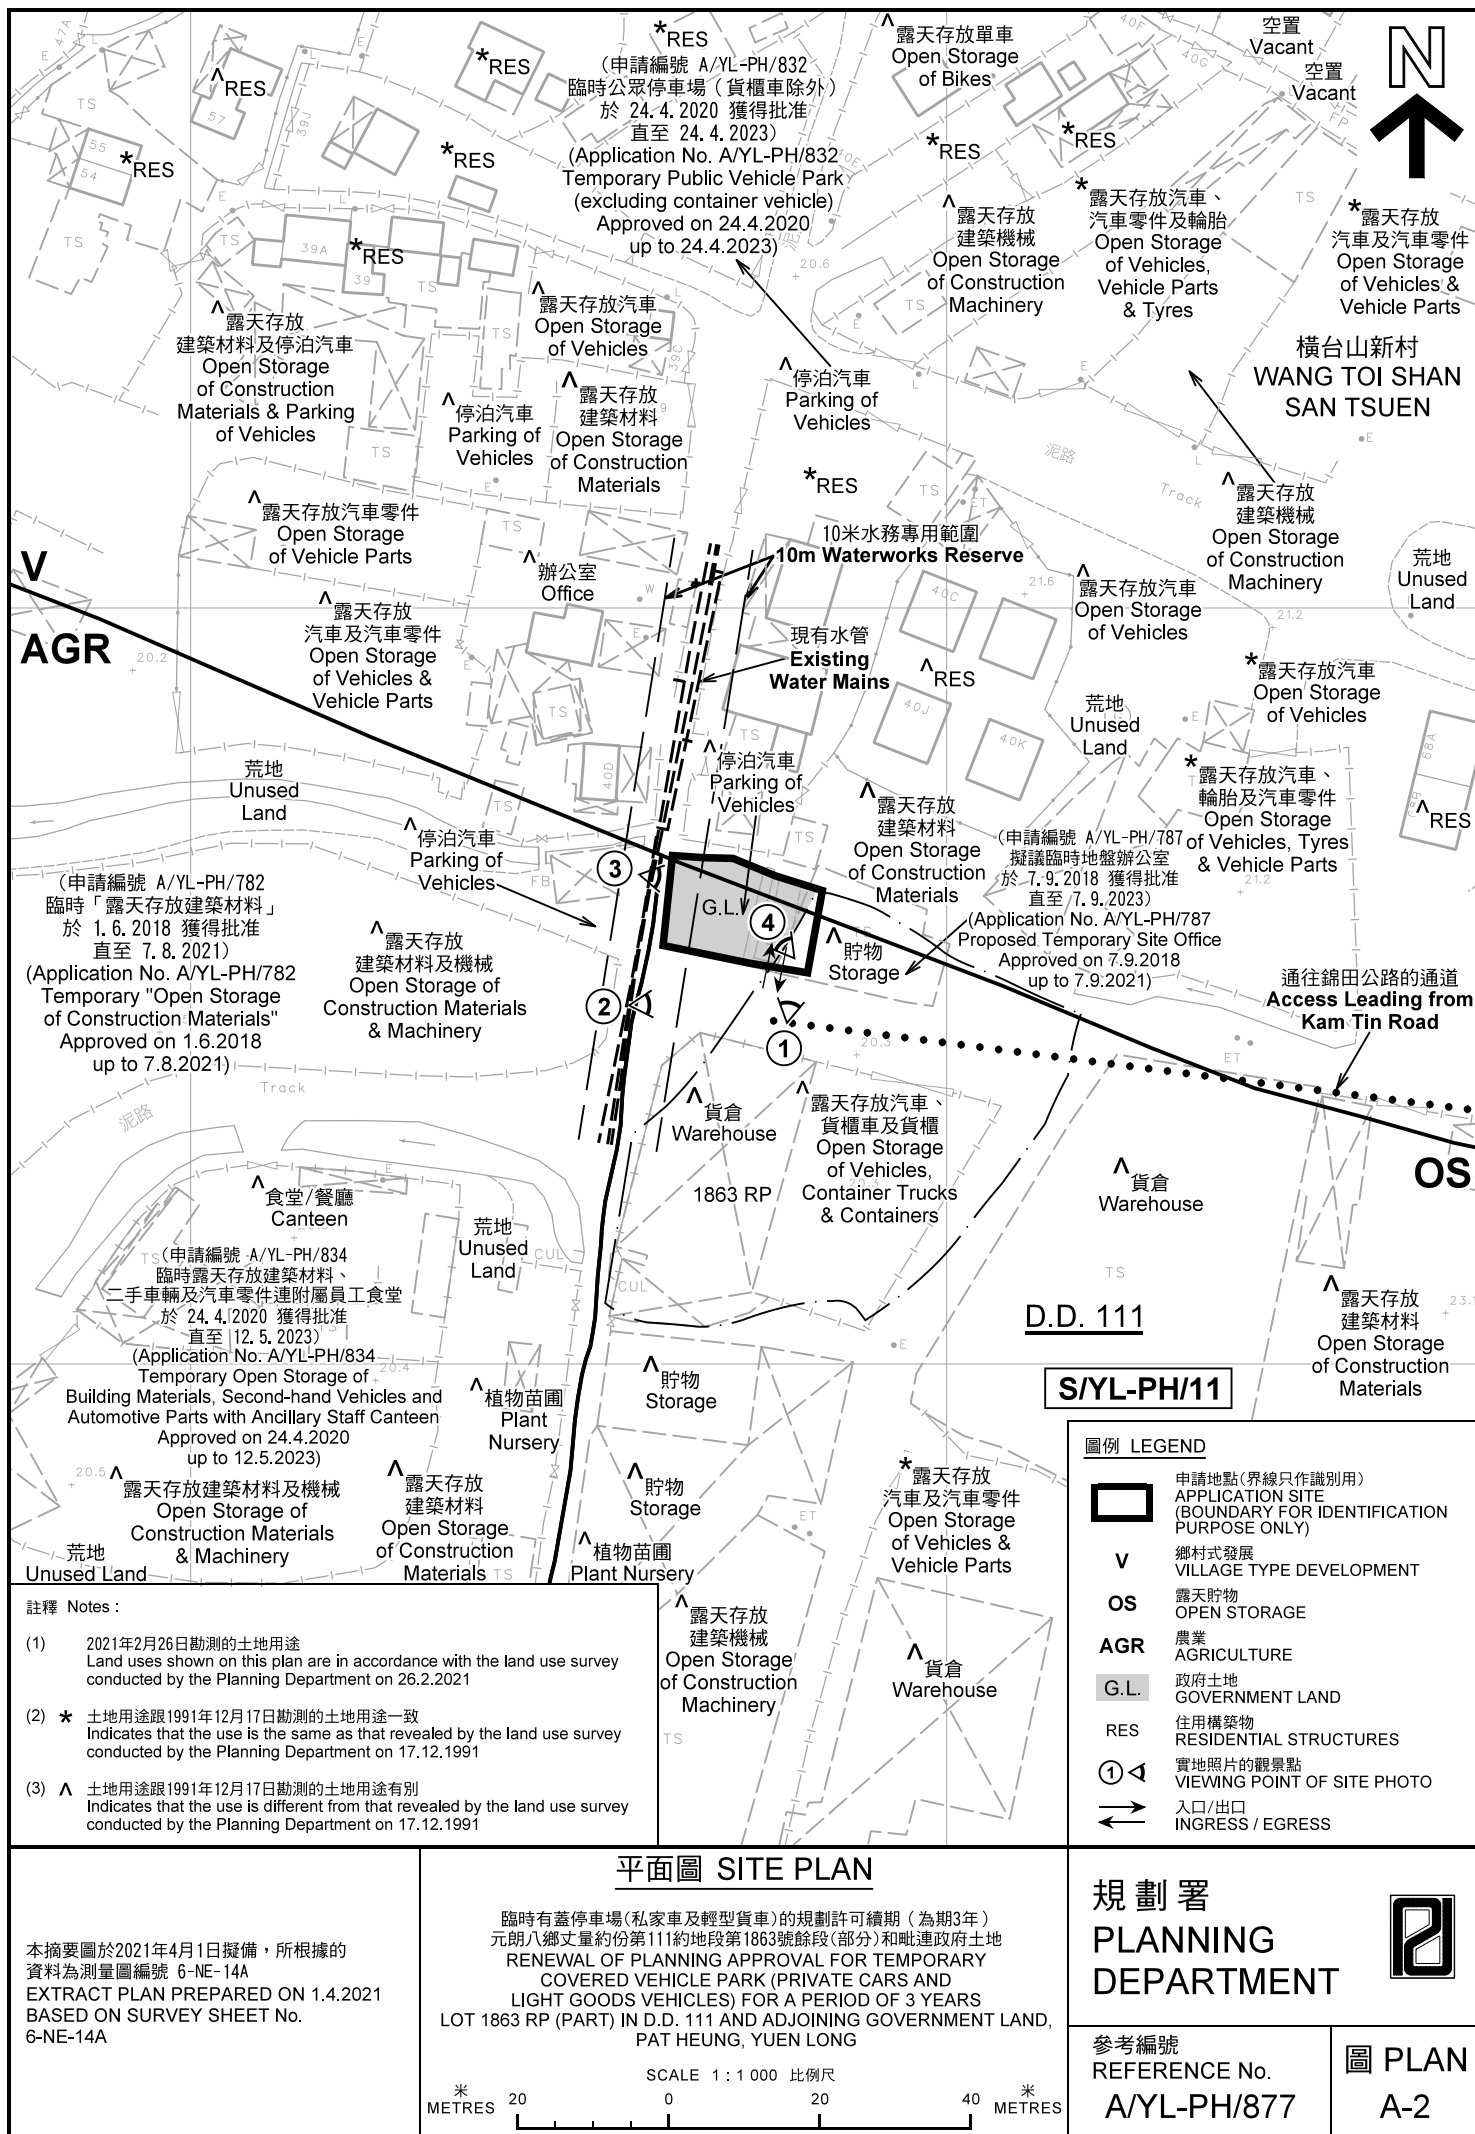 *RES
(申請編號 A/YL-PH/832
臨時公眾停車場(貨櫃車除外)
於 24.4.2020 獲得批准
直至 24.4.2023)
(Application No. A/YL-PH/832
Temporary Public Vehicle Park
(excluding container vehicle)
Approved on 24.4.2020
up to 24.4.2023)
^RES
*RES
*RES
*RES
*RES
^露天存放單車
Open Storage
of Bikes
空置
Vacant
空置
Vacant
N
*RES
*RES
^露天存放
建築機械
Open Storage
of Construction
Machinery
*露天存放汽車、
汽車零件及輪胎
Open Storage
of Vehicles,
Vehicle Parts
& Tyres
*露天存放
汽車及汽車零件
Open Storage
of Vehicles &
Vehicle Parts
橫台山新村
WANG TOI SHAN
SAN TSUEN
^露天存放
建築材料及停泊汽車
Open Storage
of Construction
Materials & Parking
of Vehicles
^露天存放汽車
Open Storage
of Vehicles
^停泊汽車
Parking of
Vehicles
^露天存放
建築材料
Open Storage
of Construction
Materials
^停泊汽車
Parking of
Vehicles
*RES
^露天存放
建築機械
Open Storage
of Construction
Machinery
泥路
Track
^露天存放汽車零件
Open Storage
of Vehicle Parts
10米水務專用範圍
10m Waterworks Reserve
V
AGR
^辦公室
Office
^露天存放
汽車及汽車零件
Open Storage
of Vehicles &
Vehicle Parts
現有水管
Existing
Water Mains
^RES
^露天存放汽車
Open Storage
of Vehicles
荒地
Unused
Land
*露天存放汽車
Open Storage
of Vehicles
荒地
Unused
Land
荒地
Unused
Land
^停泊汽車
Parking of
Vehicles
*露天存放汽車、
輪胎及汽車零件
Open Storage
of Vehicles, Tyres
& Vehicle Parts
^RES
^停泊汽車
Parking of
Vehicles
^露天存放
建築材料
Open Storage
of Construction
Materials
(申請編號 A/YL-PH/787
擬議臨時地盤辦公室
於 7.9.2018 獲得批准
直至 7.9.2023)
(Application No. A/YL-PH/787
Proposed Temporary Site Office
Approved on 7.9.2018
up to 7.9.2021)
(申請編號 A/YL-PH/782
臨時「露天存放建築材料」
於 1.6.2018 獲得批准
直至 7.8.2021)
(Application No. A/YL-PH/782
Temporary "Open Storage
of Construction Materials"
Approved on 1.6.2018
up to 7.8.2021)
^露天存放
建築材料及機械
Open Storage of
Construction Materials
& Machinery
3
G.L.
4
2
1
^貯物
Storage
通往錦田公路的通道
Access Leading from
Kam Tin Road
泥路
Track
^貨倉
Warehouse
^露天存放汽車、
貨櫃車及貨櫃
Open Storage
of Vehicles,
Container Trucks
& Containers
1863 RP
^貨倉
Warehouse
OS
^食堂/餐廳
Canteen
荒地
Unused
Land
(申請編號 A/YL-PH/834
臨時露天存放建築材料、
二手車輛及汽車零件連附屬員工食堂
於 24.4.2020 獲得批准
直至 12.5.2023)
(Application No. A/YL-PH/834
Temporary Open Storage of
Building Materials, Second-hand Vehicles and
Automotive Parts with Ancillary Staff Canteen
Approved on 24.4.2020
up to 12.5.2023)
D.D. 111
S/YL-PH/11
^露天存放
建築材料
Open Storage
of Construction
Materials
^貯物
Storage
^植物苗圃
Plant
Nursery
^露天存放建築材料及機械
Open Storage of
Construction Materials
& Machinery
荒地
Unused Land
^露天存放
建築材料
Open Storage
of Construction
Materials
^貯物
Storage
^植物苗圃
Plant Nursery
*露天存放
汽車及汽車零件
Open Storage
of Vehicles &
Vehicle Parts
^露天存放
建築機械
Open Storage
of Construction
Machinery
^貨倉
Warehouse
圖例 LEGEND
申請地點(界線只作識別用)
APPLICATION SITE
(BOUNDARY FOR IDENTIFICATION
PURPOSE ONLY)
V 鄉村式發展
VILLAGE TYPE DEVELOPMENT
OS 露天貯物
OPEN STORAGE
AGR 農業
AGRICULTURE
G.L. 政府土地
GOVERNMENT LAND
RES 住用構築物
RESIDENTIAL STRUCTURES
1 實地照片的觀景點
VIEWING POINT OF SITE PHOTO
入口/出口
INGRESS / EGRESS
註釋 Notes :
(1) 2021年2月26日勘測的土地用途
Land uses shown on this plan are in accordance with the land use survey
conducted by the Planning Department on 26.2.2021
(2) * 土地用途跟1991年12月17日勘測的土地用途一致
Indicates that the use is the same as that revealed by the land use survey
conducted by the Planning Department on 17.12.1991
(3) ^ 土地用途跟1991年12月17日勘測的土地用途有別
Indicates that the use is different from that revealed by the land use survey
conducted by the Planning Department on 17.12.1991
本摘要圖於2021年4月1日擬備,所根據的
資料為測量圖編號 6-NE-14A
EXTRACT PLAN PREPARED ON 1.4.2021
BASED ON SURVEY SHEET No.
6-NE-14A
平面圖 SITE PLAN
臨時有蓋停車場(私家車及輕型貨車)的規劃許可續期(為期3年)
元朗八鄉丈量約份第111約地段第1863號餘段(部分)和毗連政府土地
RENEWAL OF PLANNING APPROVAL FOR TEMPORARY
COVERED VEHICLE PARK (PRIVATE CARS AND
LIGHT GOODS VEHICLES) FOR A PERIOD OF 3 YEARS
LOT 1863 RP (PART) IN D.D. 111 AND ADJOINING GOVERNMENT LAND,
PAT HEUNG, YUEN LONG
SCALE 1 : 1 000 比例尺
米 METRES 20 0 20 40 米 METRES
規劃署
PLANNING
DEPARTMENT
參考編號
REFERENCE No.
A/YL-PH/877
圖 PLAN
A-2